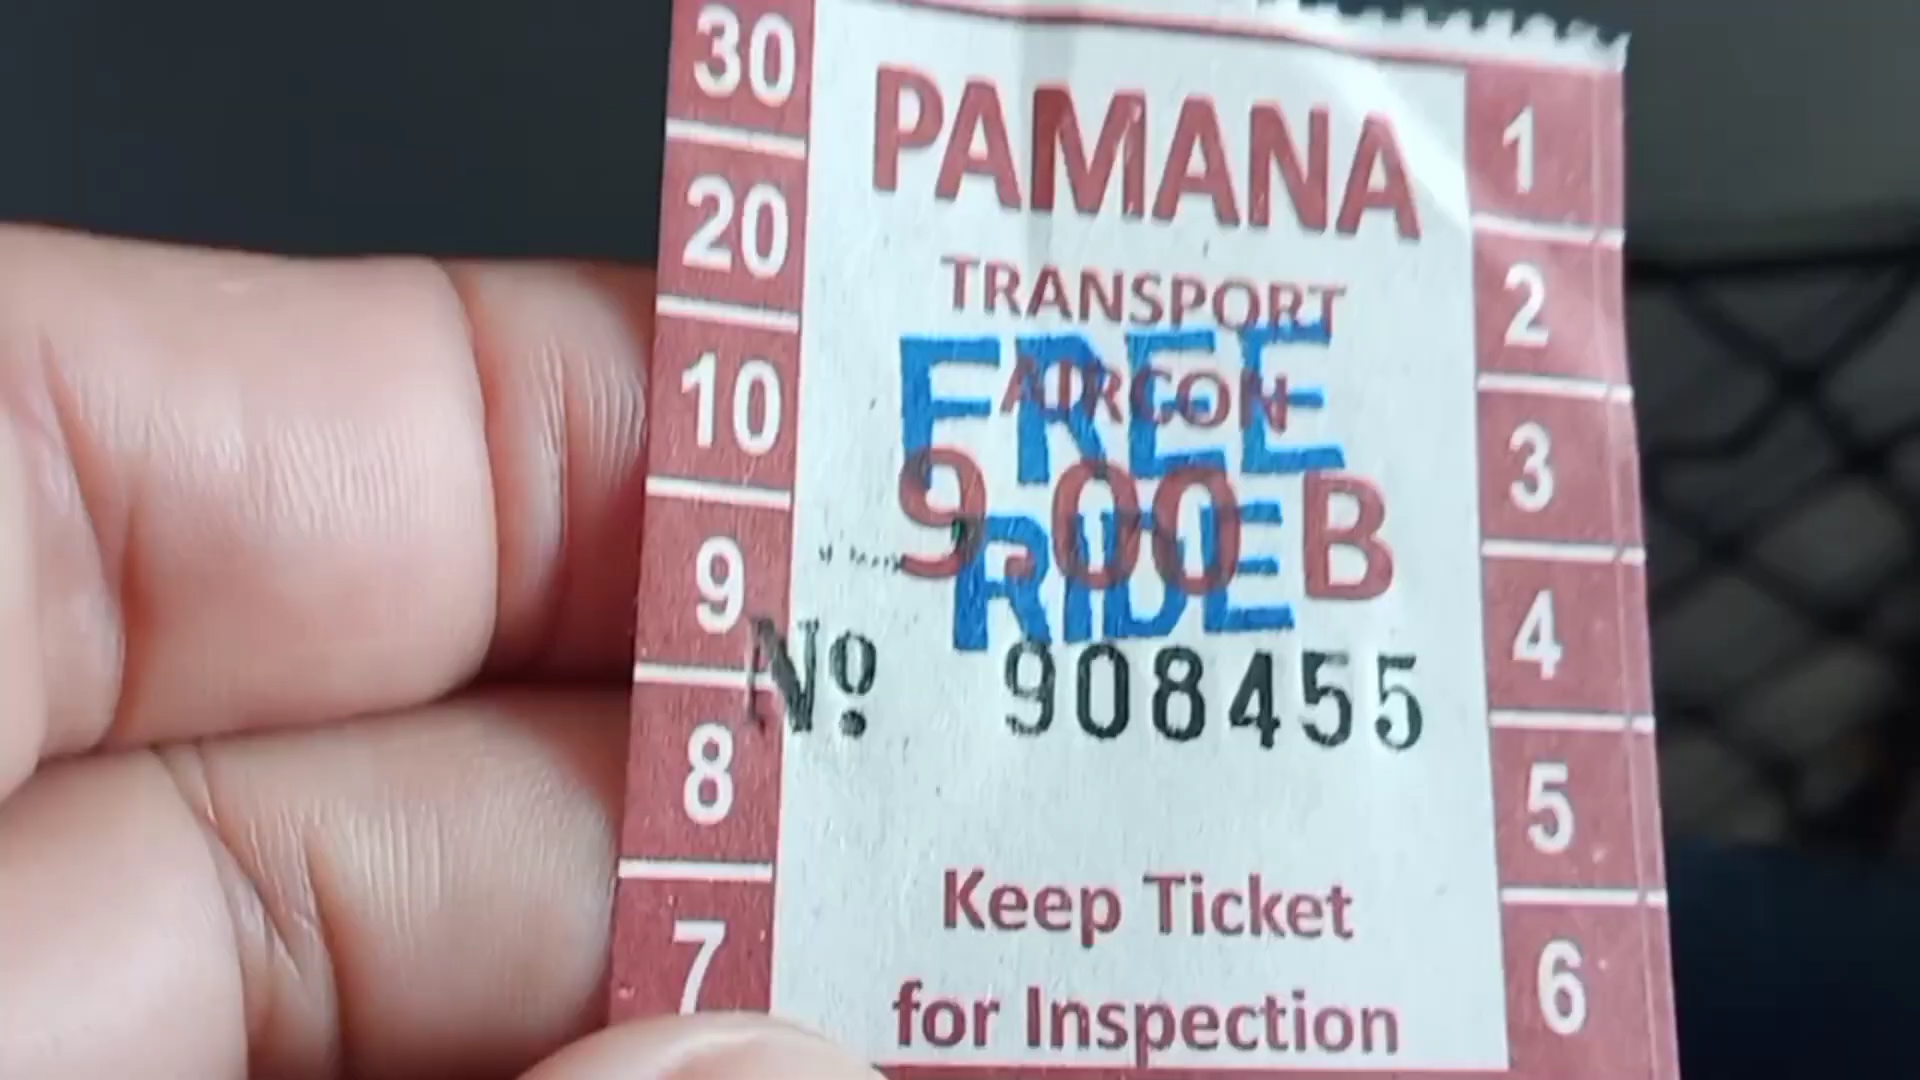 30
20
10
9
8
7
PAMANA
TRANSPORT
AIRCON
9.00 B
FREE
RIDE
Nº 908455
Keep Ticket
for Inspection
1
2
3
4
5
6